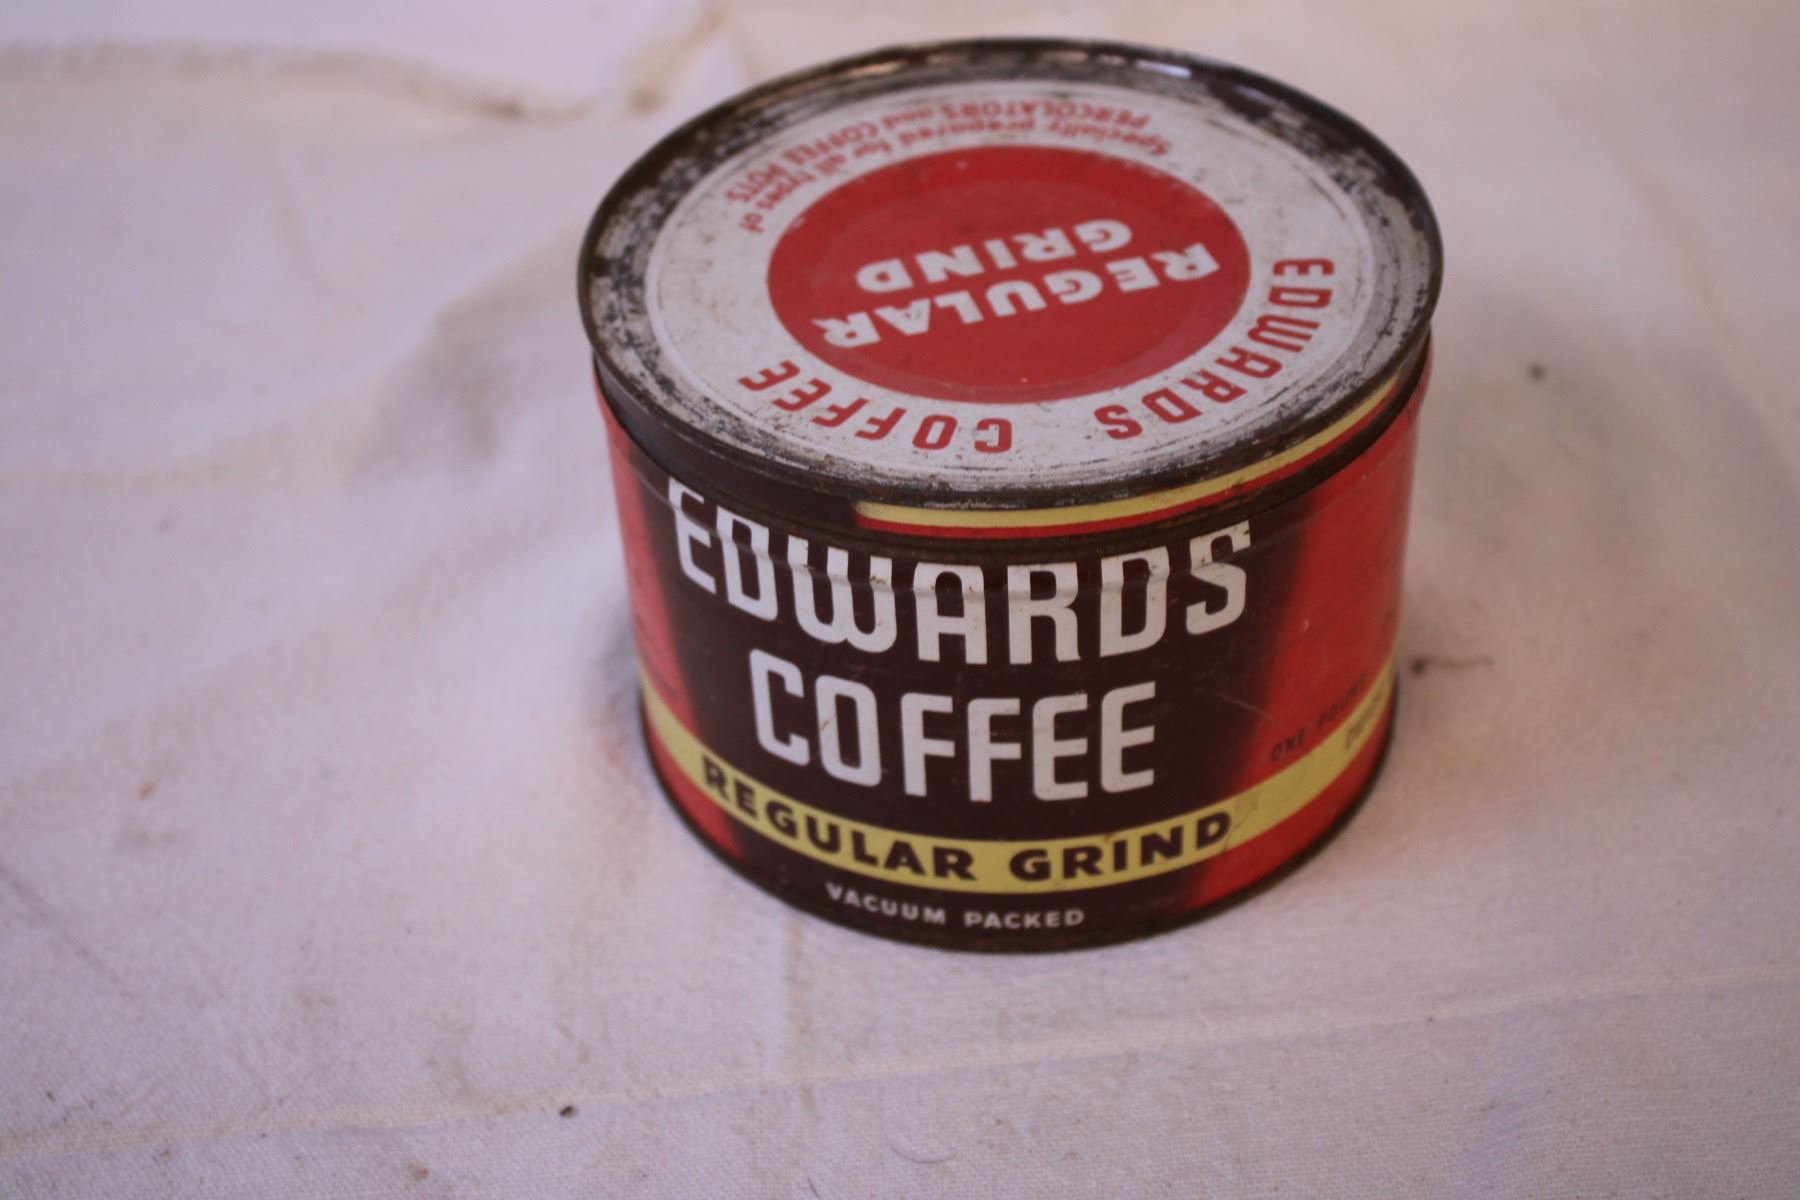 Specially prepared for all types of
PERCOLATORS and COFFEE POTS
REGULAR
GRIND
EDWARDS COFFEE
EDWARDS
COFFEE
REGULAR GRIND
VACUUM PACKED
ONE POUND